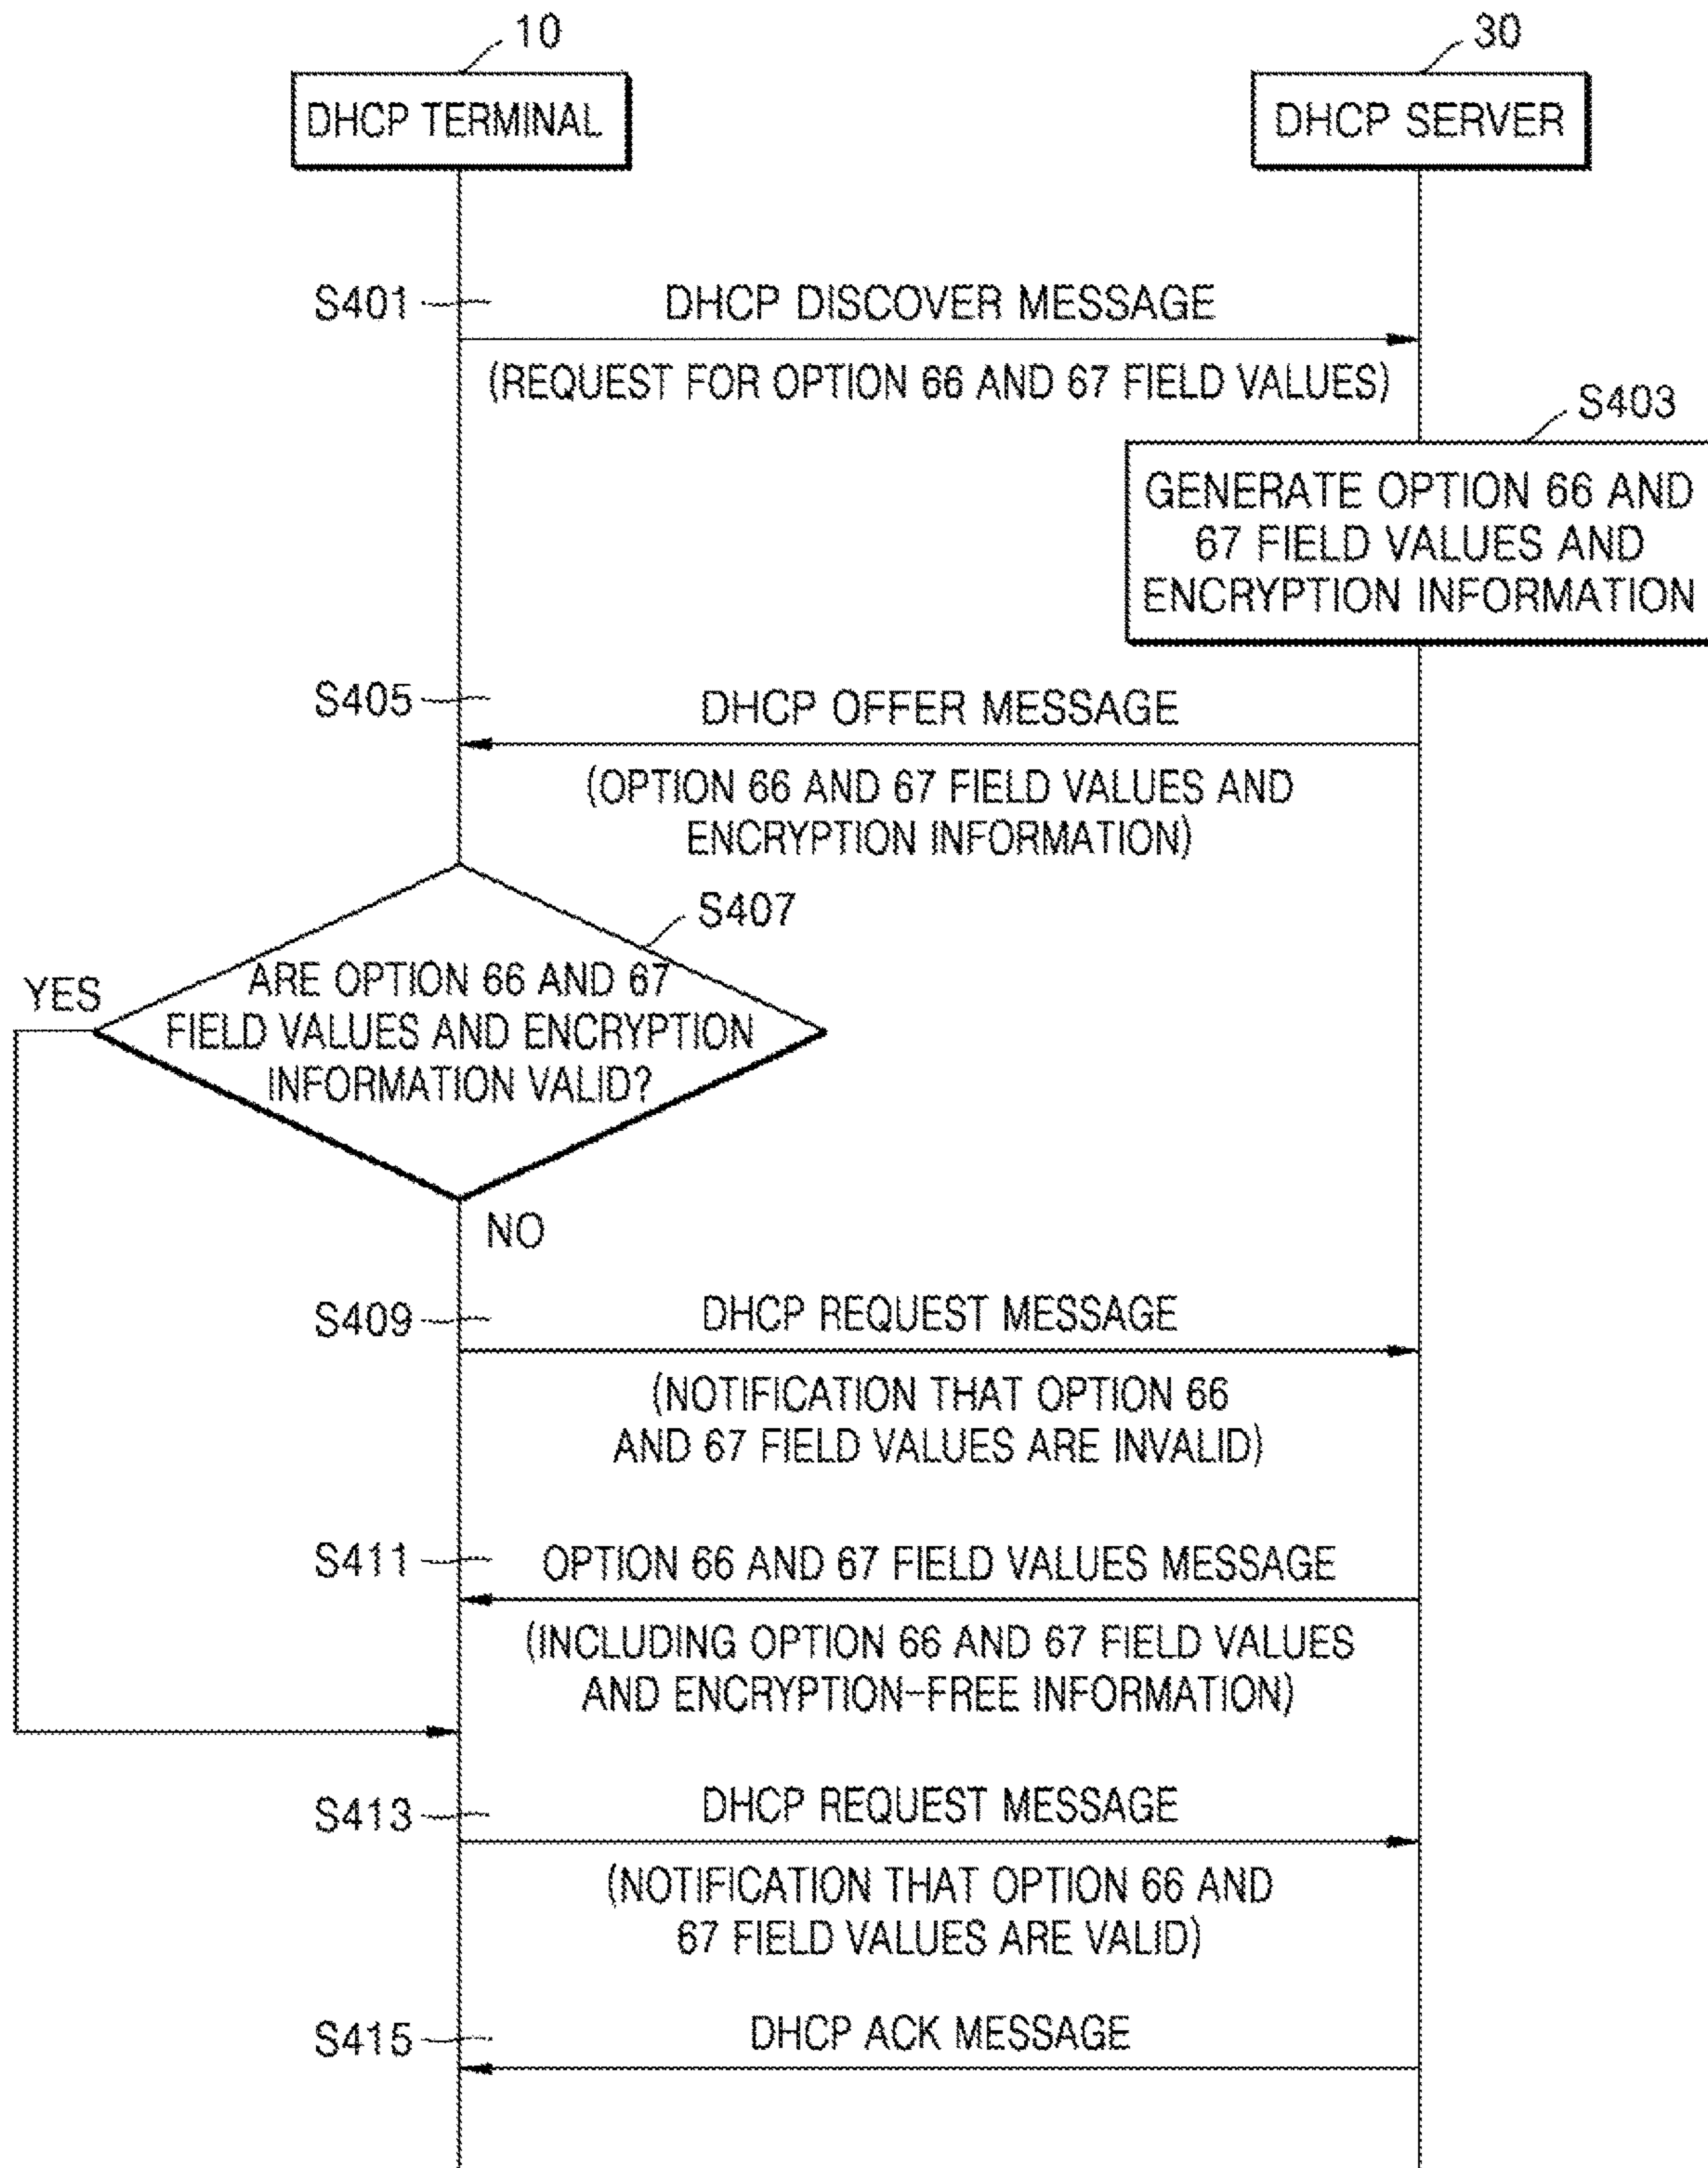 10
30
DHCP TERMINAL
DHCP SERVER
S401
DHCP DISCOVER MESSAGE
(REQUEST FOR OPTION 66 AND 67 FIELD VALUES)
S403
GENERATE OPTION 66 AND
67 FIELD VALUES AND
ENCRYPTION INFORMATION
S405
DHCP OFFER MESSAGE
(OPTION 66 AND 67 FIELD VALUES AND
ENCRYPTION INFORMATION)
S407
YES
ARE OPTION 66 AND 67
FIELD VALUES AND ENCRYPTION
INFORMATION VALID?
NO
S409
DHCP REQUEST MESSAGE
(NOTIFICATION THAT OPTION 66
AND 67 FIELD VALUES ARE INVALID)
S411
OPTION 66 AND 67 FIELD VALUES MESSAGE
(INCLUDING OPTION 66 AND 67 FIELD VALUES
AND ENCRYPTION-FREE INFORMATION)
S413
DHCP REQUEST MESSAGE
(NOTIFICATION THAT OPTION 66 AND
67 FIELD VALUES ARE VALID)
S415
DHCP ACK MESSAGE